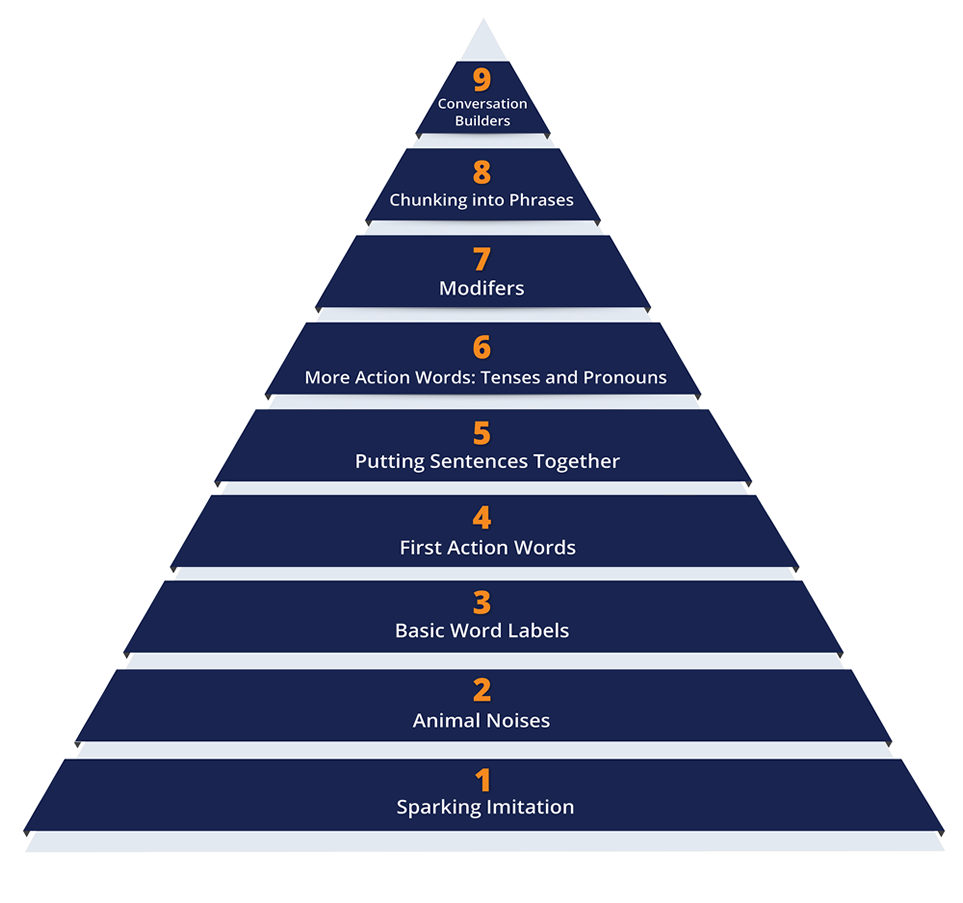 9
Conversation
Builders
8
Chunking into Phrases
7
Modifers
6
More Action Words: Tenses and Pronouns
5
Putting Sentences Together
4
First Action Words
3
Basic Word Labels
2
Animal Noises
1
Sparking Imitation